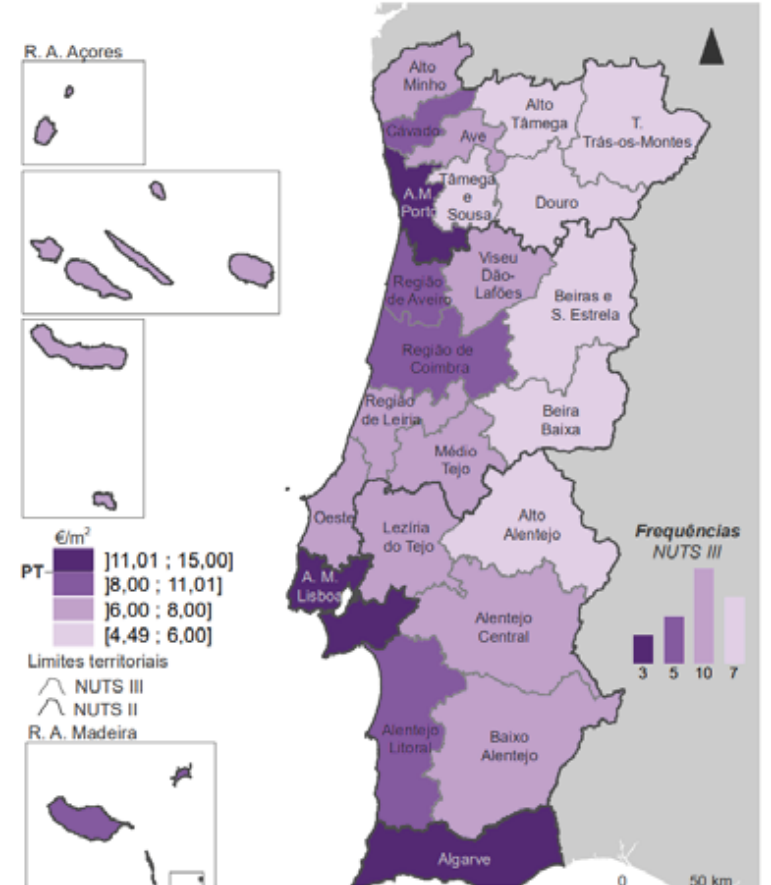 R. A. Açores
Alto
Minho
Cávado
Ave
Alto
Tâmega
T.
Trás-os-Montes
A.M.
Porto
Tâmega
e
Sousa
Douro
Região
de Aveiro
Viseu
Dão-
Lafões
Beiras e
S. Estrela
Região de
Coimbra
Região
de Leiria
Beira
Baixa
Médio
Tejo
Oeste
Lezíria
do Tejo
Alto
Alentejo
A. M.
Lisboa
Alentejo
Central
Alentejo
Litoral
Baixo
Alentejo
Algarve
€/m²
PT
]11,01 ; 15,00]
]8,00 ; 11,01]
]6,00 ; 8,00]
[4,49 ; 6,00]
Limites territoriais
NUTS III
NUTS II
R. A. Madeira
Frequências
NUTS III
3 5 10 7
0 50 km